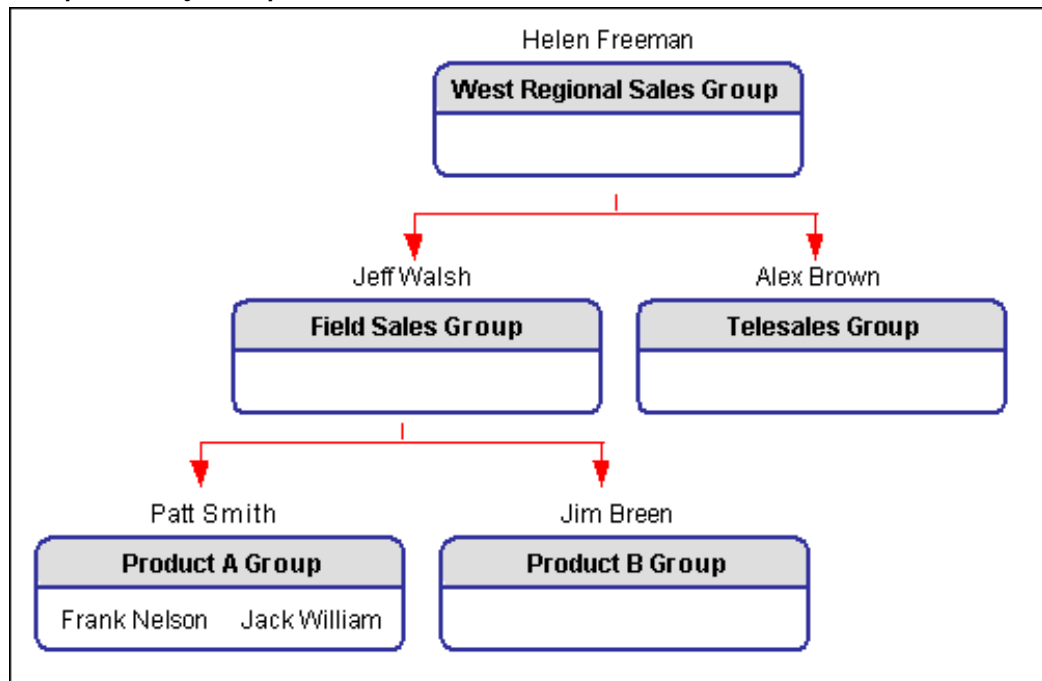 Helen Freeman
West Regional Sales Group
Jeff Walsh Alex Brown
Field Sales Group Telesales Group
Patt Smith Jim Breen
Product A Group Product B Group
Frank Nelson Jack William